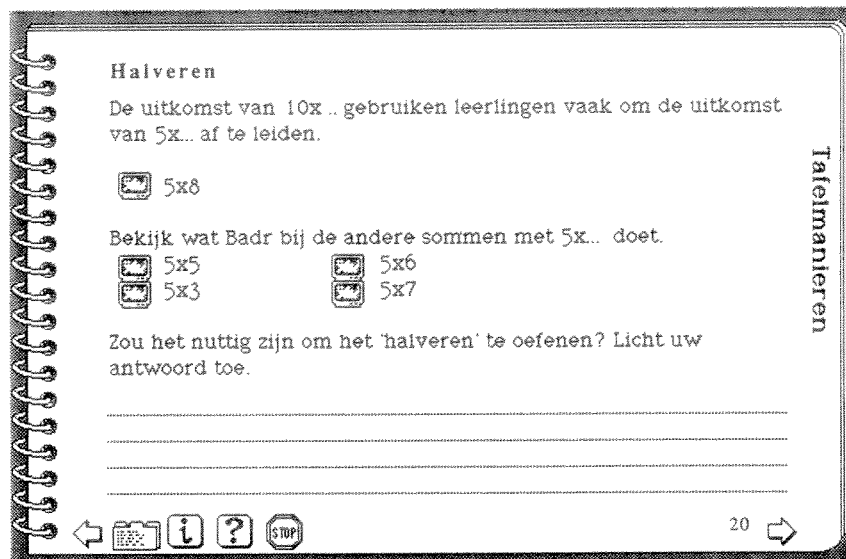 Halveren
De uitkomst van 10x .. gebruiken leerlingen vaak om de uitkomst
van 5x... af te leiden.
5x8
Bekijk wat Badr bij de andere sommen met 5x... doet.
5x5 5x6
5x3 5x7
Zou het nuttig zijn om het 'halveren' te oefenen? Licht uw
antwoord toe.
Tafelmanieren
i ? STOP 20